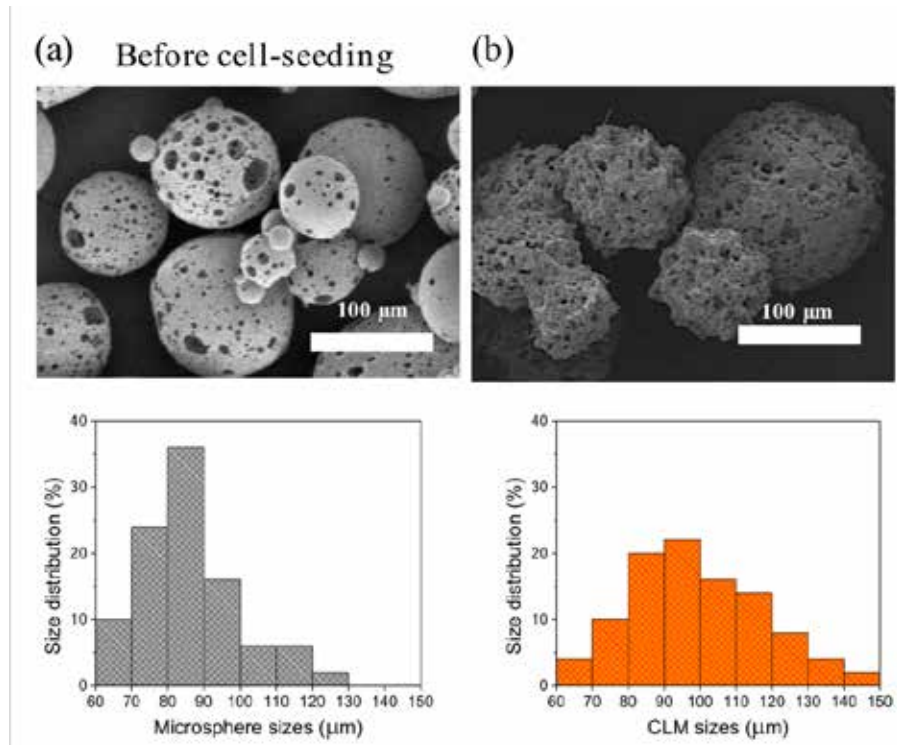 (a) Before cell-seeding (b)
100 μm 100 μm
40 40
30 30
20 20
10 10
0 0
Size distribution (%) Size distribution (%)
60 70 80 90 100 110 120 130 140 150 60 70 80 90 100 110 120 130 140 150
Microsphere sizes (μm) CLM sizes (μm)